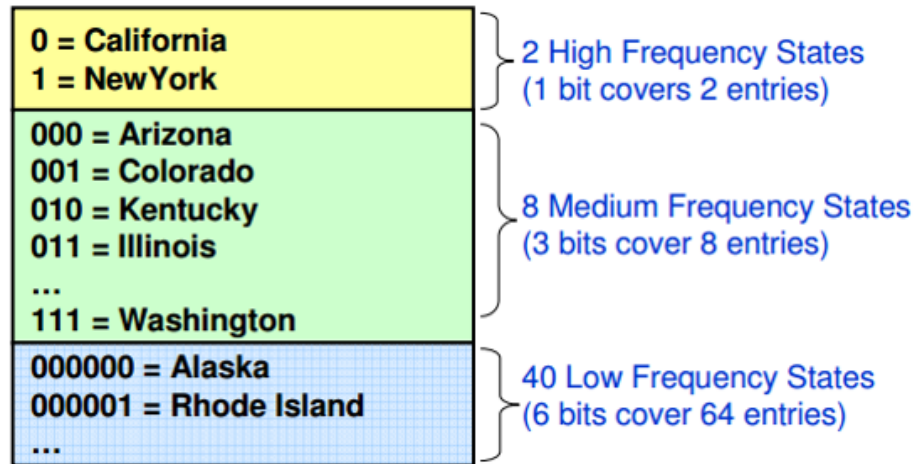 0 = California
1 = NewYork
2 High Frequency States
(1 bit covers 2 entries)
000 = Arizona
001 = Colorado
010 = Kentucky
011 = Illinois
...
111 = Washington
8 Medium Frequency States
(3 bits cover 8 entries)
000000 = Alaska
000001 = Rhode Island
...
40 Low Frequency States
(6 bits cover 64 entries)